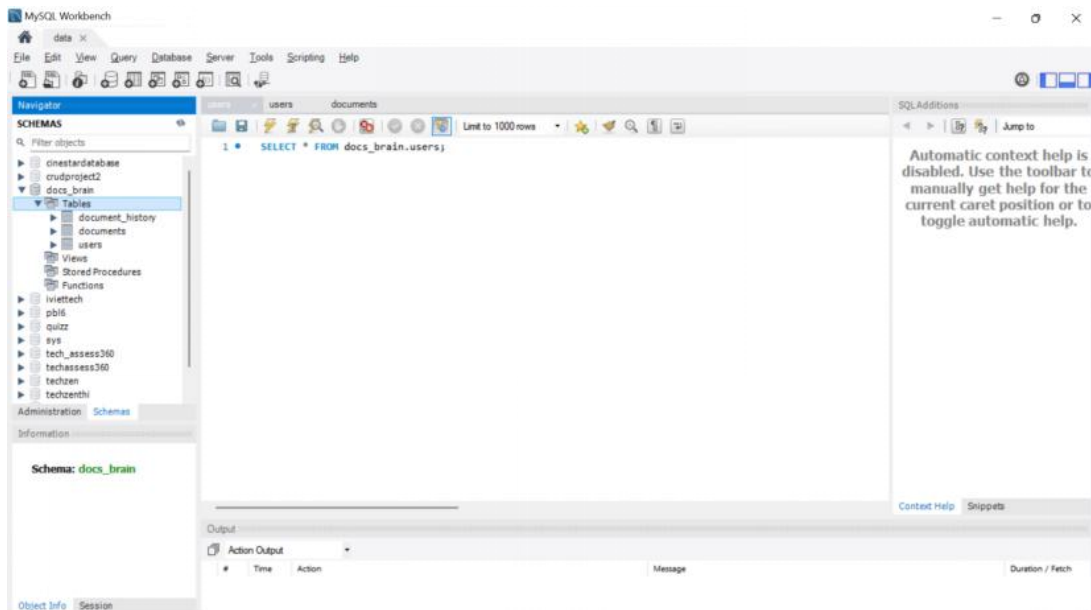 MySQL Workbench
data
File Edit View Query Database Server Tools Scripting Help
Navigator
SCHEMAS
Filter objects
cinestardatabase
crudproject2
docs_brain
Tables
document_history
documents
users
Views
Stored Procedures
Functions
iviettech
pbl6
quizz
sys
tech_assess360
techassess360
techzen
techzenthi
Administration Schemas
Information
Schema: docs_brain
Object Info Session
users users documents
Limit to 1000 rows
1 SELECT * FROM docs_brain.users;
SQLAdditions
Jump to
Automatic context help is
disabled. Use the toolbar to
manually get help for the
current caret position or to
toggle automatic help.
Context Help Snippets
Output
Action Output
# Time Action Message Duration / Fetch